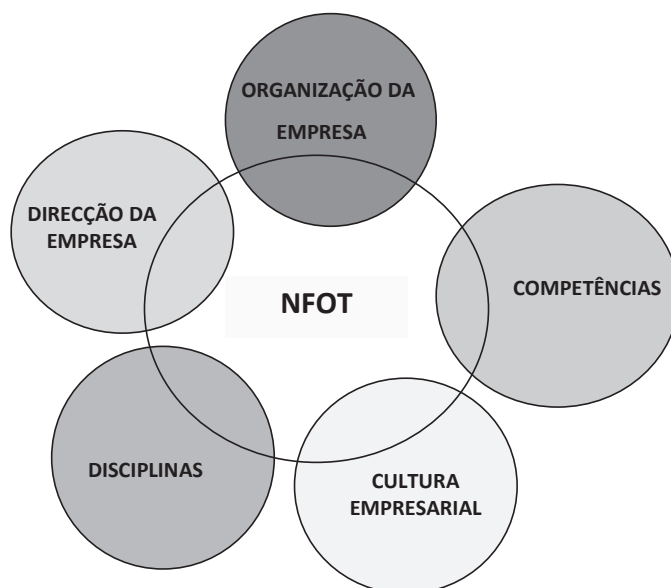 ORGANIZAÇÃO DA
EMPRESA
DIRECÇÃO DA
EMPRESA
COMPETÊNCIAS
NFOT
DISCIPLINAS
CULTURA
EMPRESARIAL